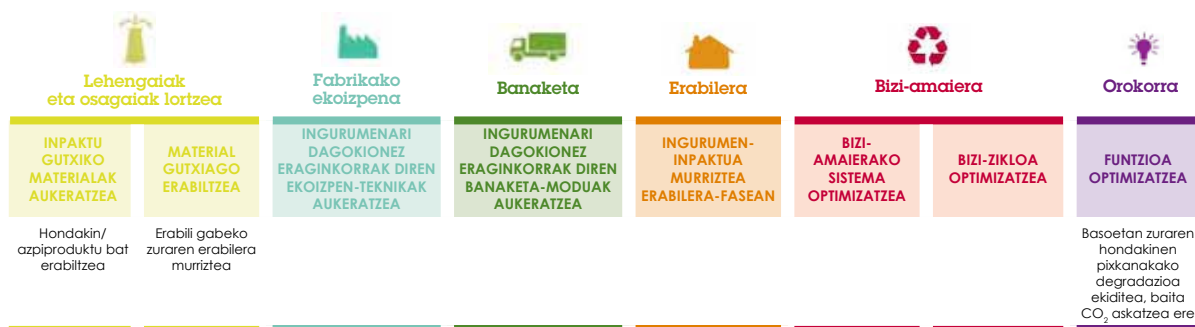 Lehengaiak
eta osagaiak lortzea
Fabrikako
ekoizpena
Banaketa
Erabilera
Bizi-amaiera
Orokorra
INPAKTU
GUTXIKO
MATERIALAK
AUKERATZEA
MATERIAL
GUTXIAGO
ERABILTZEA
INGURUMENARI
DAGOKIONEZ
ERAGINKORRAK DIREN
EKOIZPEN-TEKNIKAK
AUKERATZEA
INGURUMENARI
DAGOKIONEZ
ERAGINKORRAK DIREN
BANAKETA-MODUAK
AUKERATZEA
INGURUMEN-
INPAKTUA
MURRIZTEA
ERABILERA-FASEAN
BIZI-
AMAIERAKO
SISTEMA
OPTIMIZATZEA
BIZI-ZIKLOA
OPTIMIZATZEA
FUNTZIOA
OPTIMIZATZEA
Hondakin/
azpiproduktu bat
erabiltzea
Erabili gabeko
zuraren erabilera
murriztea
Basoetan zuraren
hondakinen
pixkanakako
degradazioa
ekiditea, baita
CO₂ askatzea ere